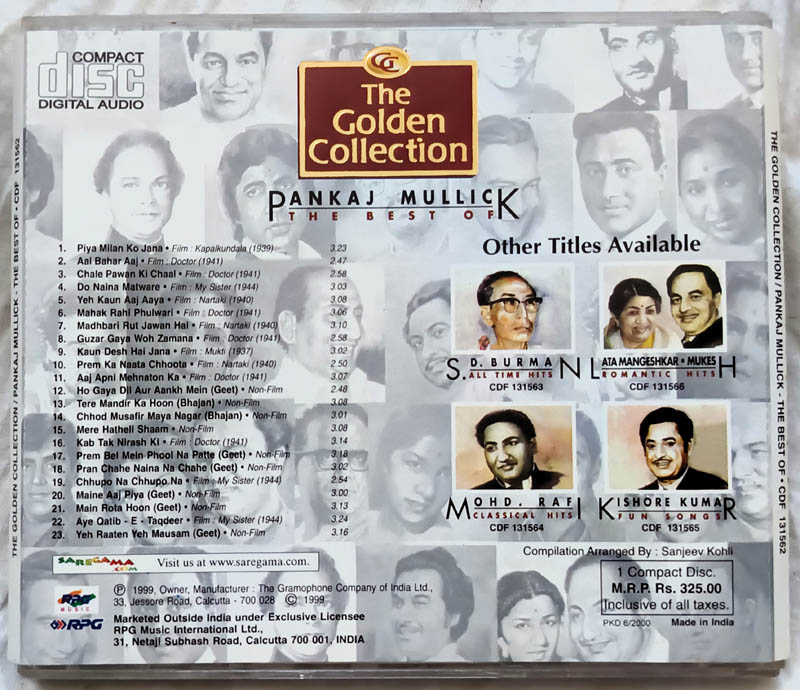 COMPACT
disc
DIGITAL AUDIO
CG
The
Golden
Collection
PANKAJ MULLICK
THE BEST OF
1. Piya Milan Ko Jana • Film : Kapalkundala (1939) 3.23
2. Aai Bahar Aaj • Film : Doctor (1941) 2.47
3. Chale Pawan Ki Chaal • Film : Doctor (1941) 2.58
4. Do Naina Matware • Film : My Sister (1944) 3.03
5. Yeh Kaun Aaj Aaya • Film : Nartaki (1940) 3.08
6. Mahak Rahi Phulwari • Film : Doctor (1941) 3.06
7. Madhbari Rut Jawan Hai • Film : Nartaki (1940) 3.10
8. Guzar Gaya Woh Zamana • Film : Doctor (1941) 2.58
9. Kaun Desh Hai Jana • Film : Mukti (1937) 3.02
10. Prem Ka Naata Chhoota • Film : Nartaki (1940) 2.50
11. Aaj Apni Mehnaton Ka • Film : Doctor (1941) 3.07
12. Ho Gaya Dil Aur Aankh Mein (Geet) • Non-Film 2.48
13. Tere Mandir Ka Hoon (Bhajan) • Non-Film 3.08
14. Chhod Musafir Maya Nagar (Bhajan) • Non-Film 3.01
15. Mere Hathell Shaam • Non-Film 3.08
16. Kab Tak Nirash Ki • Film : Doctor (1941) 3.14
17. Prem Bel Mein Phool Na Patte (Geet) • Non-Film 3.18
18. Pran Chahe Naina Na Chahe (Geet) • Non-Film 3.02
19. Chhupo Na Chhupo Na • Film : My Sister (1944) 2.54
20. Maine Aaj Piya (Geet) • Non-Film 3.00
21. Main Rota Hoon (Geet) • Non-Film 3.13
22. Aye Qatib - E - Taqdeer • Film : My Sister (1944) 3.24
23. Yeh Raaten Yeh Mausam (Geet) • Non-Film 3.16
Other Titles Available
S. D. BURMAN
ALL TIME HITS
CDF 131563
LATA MANGESHKAR • MUKESH
ROMANTIC HITS
CDF 131566
MOHD. RAFI
CLASSICAL HITS
CDF 131564
KISHORE KUMAR
FUN SONGS
CDF 131565
Compilation Arranged By : Sanjeev Kohli
1 Compact Disc.
M.R.P. Rs. 325.00
Inclusive of all taxes.
PKD 6/2000 Made in India
SAREGAMA
.COM
Visit us at www.saregama.com.
RPG
MUSIC
Ⓟ 1999, Owner, Manufacturer : The Gramophone Company of India Ltd.,
33, Jessore Road, Calcutta - 700 028 © 1999
RPG
Marketed Outside India under Exclusive Licensee
RPG Music International Ltd.,
31, Netaji Subhash Road, Calcutta 700 001, INDIA
THE GOLDEN COLLECTION / PANKAJ MULLICK - THE BEST OF • CDF 131562
THE GOLDEN COLLECTION / PANKAJ MULLICK - THE BEST OF • CDF 131562